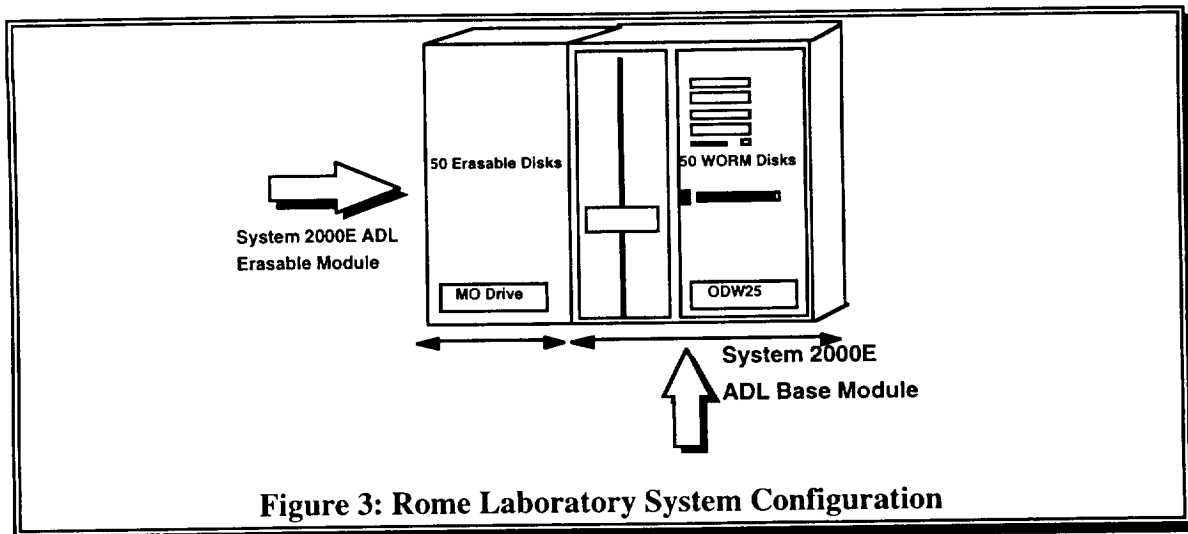 50 Erasable Disks
50 WORM Disks
System 2000E ADL
Erasable Module
MO Drive
ODW25
System 2000E
ADL Base Module
Figure 3: Rome Laboratory System Configuration